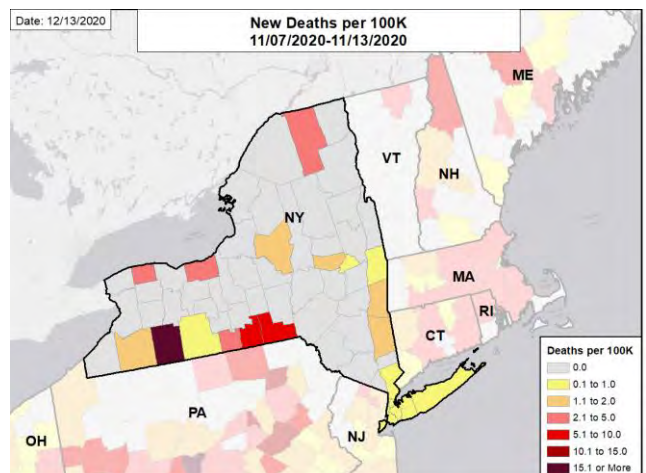 Date: 12/13/2020
New Deaths per 100K
11/07/2020-11/13/2020
ME
VT
NH
NY
MA
CT
RI
PA
OH
NJ
Deaths per 100K
0.0
0.1 to 1.0
1.1 to 2.0
2.1 to 5.0
5.1 to 10.0
10.1 to 15.0
15.1 or More